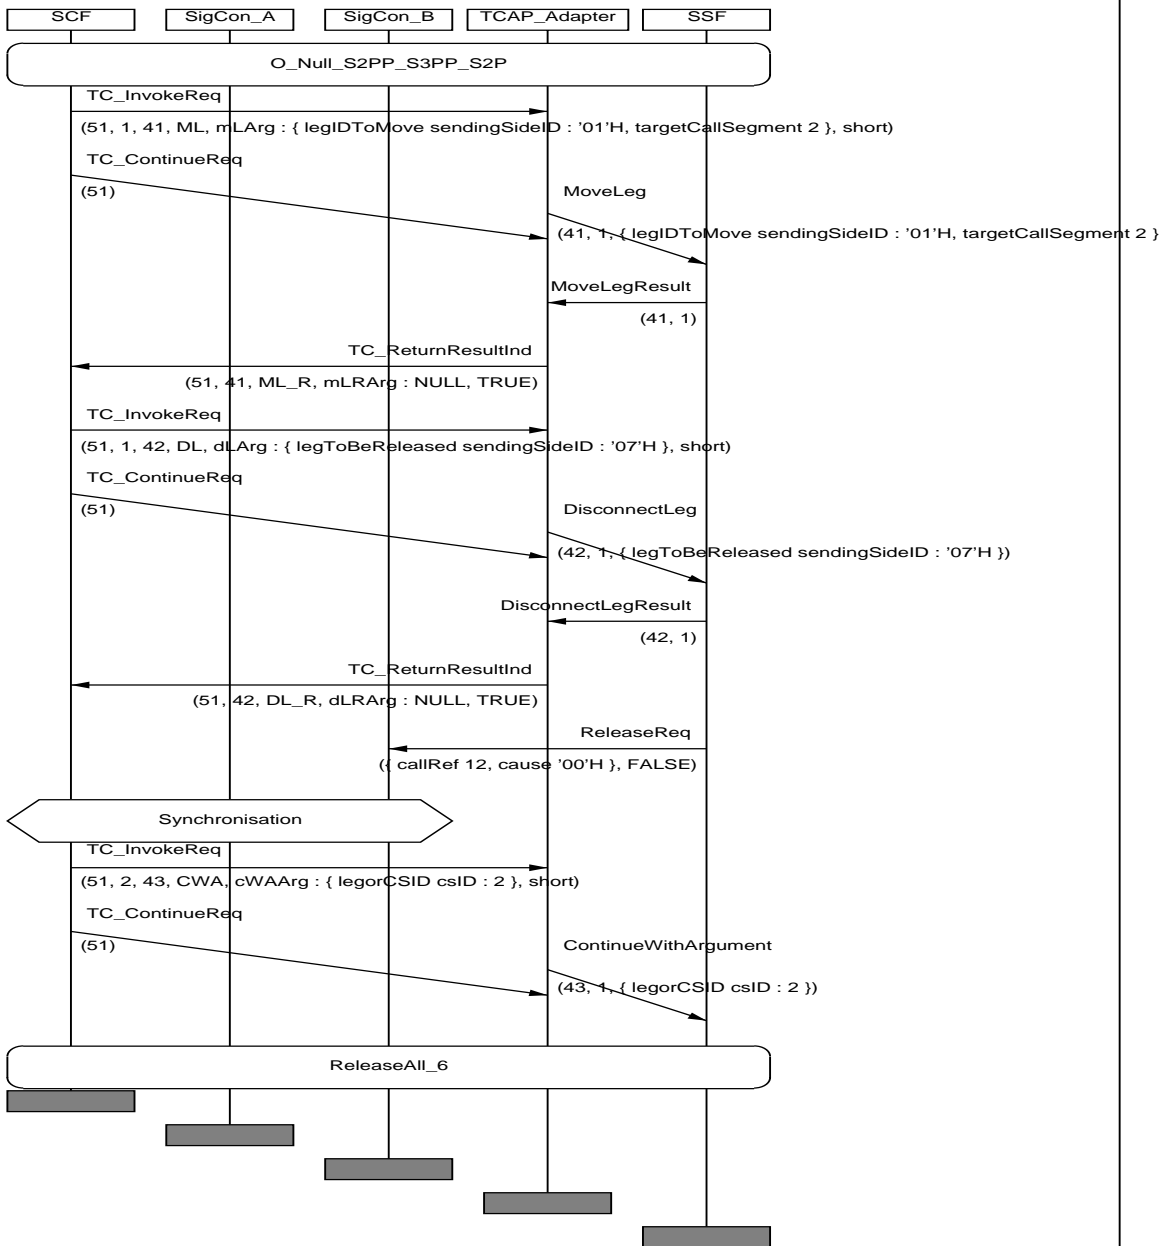 SCF SigCon_A SigCon_B TCAP_Adapter SSF
O_Null_S2PP_S3PP_S2P
TC_InvokeReq
(51, 1, 41, ML, mLArg : { legIDToMove sendingSideID : '01'H, targetCallSegment 2 }, short)
TC_ContinueReq
(51)
MoveLeg
(41, 1, { legIDToMove sendingSideID : '01'H, targetCallSegment 2 }
MoveLegResult
(41, 1)
TC_ReturnResultInd
(51, 41, ML_R, mLRArg : NULL, TRUE)
TC_InvokeReq
(51, 1, 42, DL, dLArg : { legToBeReleased sendingSideID : '07'H }, short)
TC_ContinueReq
(51)
DisconnectLeg
(42, 1, { legToBeReleased sendingSideID : '07'H })
DisconnectLegResult
(42, 1)
TC_ReturnResultInd
(51, 42, DL_R, dLRArg : NULL, TRUE)
ReleaseReq
({ callRef 12, cause '00'H }, FALSE)
Synchronisation
TC_InvokeReq
(51, 2, 43, CWA, cWAArg : { legorCSID csID : 2 }, short)
TC_ContinueReq
(51)
ContinueWithArgument
(43, 1, { legorCSID csID : 2 })
ReleaseAll_6